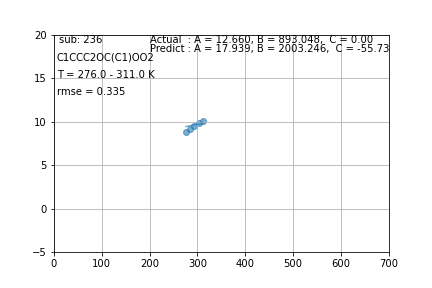 sub: 236
Actual : A = 12.660, B = 893.048, C = 0.00
Predict : A = 17.939, B = 2003.246, C = -55.73
C1CCC2OC(C1)OO2
T = 276.0 - 311.0 K
rmse = 0.335
20
15
10
5
0
−5
0 100 200 300 400 500 600 700